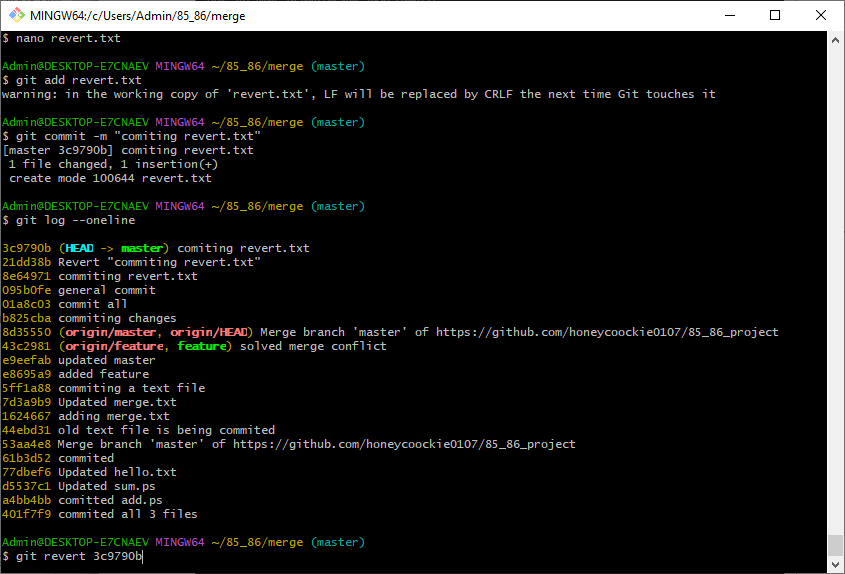 MINGW64:/c/Users/Admin/85_86/merge
$ nano revert.txt
Admin@DESKTOP-E7CNAEV MINGW64 ~/85_86/merge (master)
$ git add revert.txt
warning: in the working copy of 'revert.txt', LF will be replaced by CRLF the next time Git touches it
Admin@DESKTOP-E7CNAEV MINGW64 ~/85_86/merge (master)
$ git commit -m "comiting revert.txt"
[master 3c9790b] comiting revert.txt
 1 file changed, 1 insertion(+)
 create mode 100644 revert.txt
Admin@DESKTOP-E7CNAEV MINGW64 ~/85_86/merge (master)
$ git log --oneline
3c9790b (HEAD -> master) comiting revert.txt
21dd38b Revert "commiting revert.txt"
8e64971 commiting revert.txt
095b0fe general commit
01a8c03 commit all
b825cba commiting changes
8d35550 (origin/master, origin/HEAD) Merge branch 'master' of https://github.com/honeycoockie0107/85_86_project
43c2981 (origin/feature, feature) solved merge conflict
e9eefab updated master
e8695a9 added feature
5ff1a88 commiting a text file
7d3a9b9 Updated merge.txt
1624667 adding merge.txt
44ebd31 old text file is being commited
53aa4e8 Merge branch 'master' of https://github.com/honeycoockie0107/85_86_project
61b3d52 commited
77dbef6 Updated hello.txt
d5537c1 Updated sum.ps
a4bb4bb comitted add.ps
401f7f9 commited all 3 files
Admin@DESKTOP-E7CNAEV MINGW64 ~/85_86/merge (master)
$ git revert 3c9790b